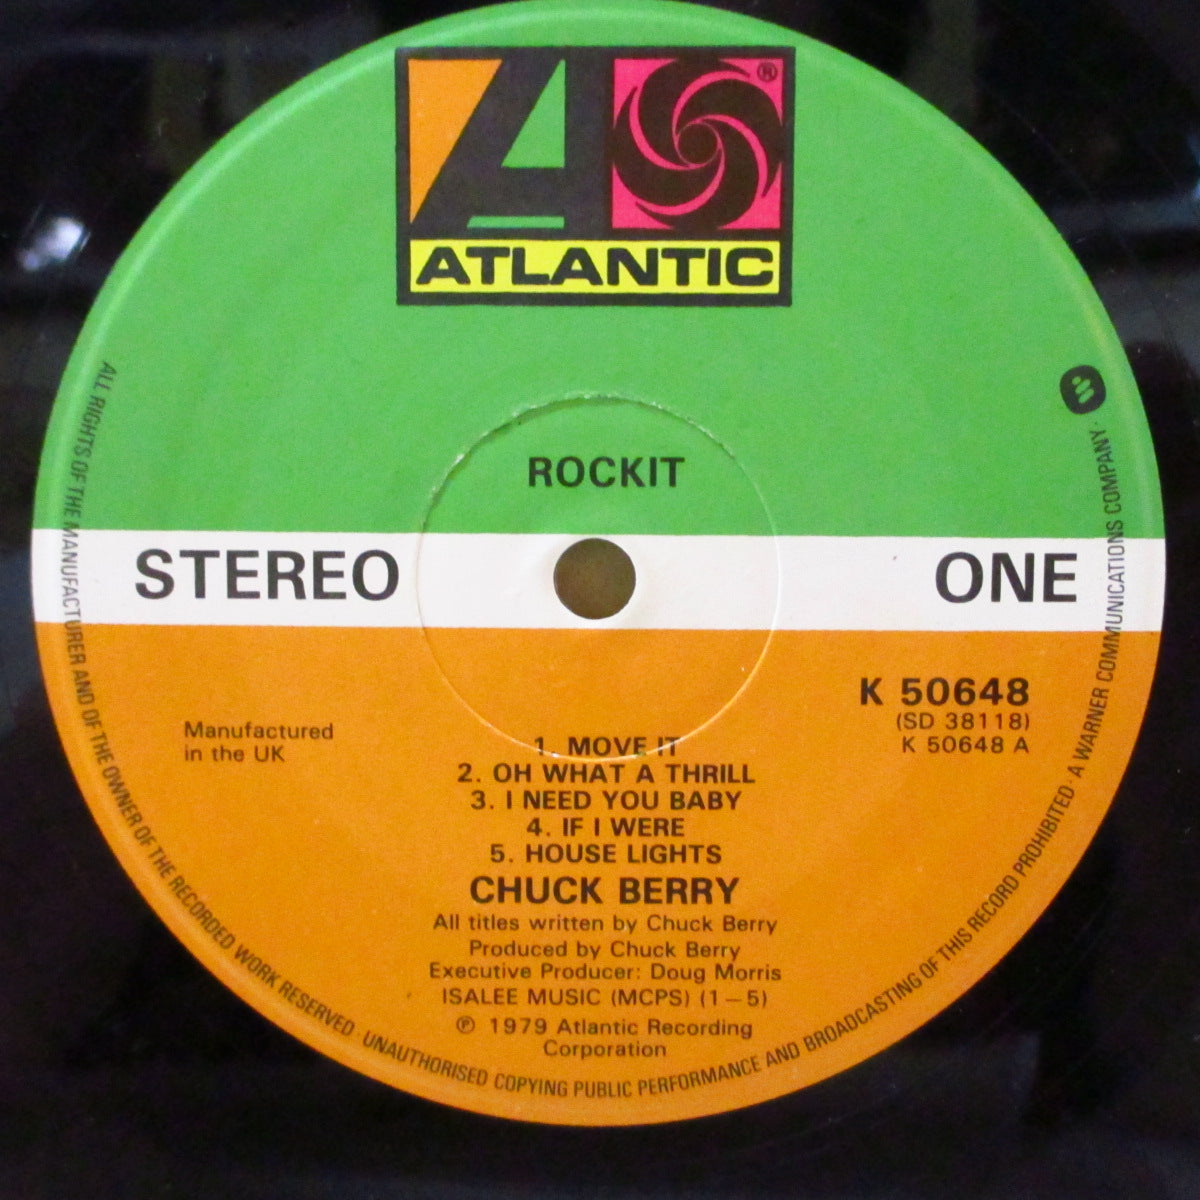 A
®
ATLANTIC
ROCKIT
STEREO
ONE
K 50648
(SD 38118)
K 50648 A
Manufactured
in the UK
1. MOVE IT
2. OH WHAT A THRILL
3. I NEED YOU BABY
4. IF I WERE
5. HOUSE LIGHTS
CHUCK BERRY
All titles written by Chuck Berry
Produced by Chuck Berry
Executive Producer: Doug Morris
ISALEE MUSIC (MCPS) (1–5)
℗ 1979 Atlantic Recording
Corporation
ALL RIGHTS OF THE MANUFACTURER AND OF THE OWNER OF THE RECORDED WORK RESERVED UNAUTHORISED COPYING PUBLIC PERFORMANCE AND BROADCASTING OF THIS RECORD PROHIBITED · A WARNER COMMUNICATIONS COMPANY ·